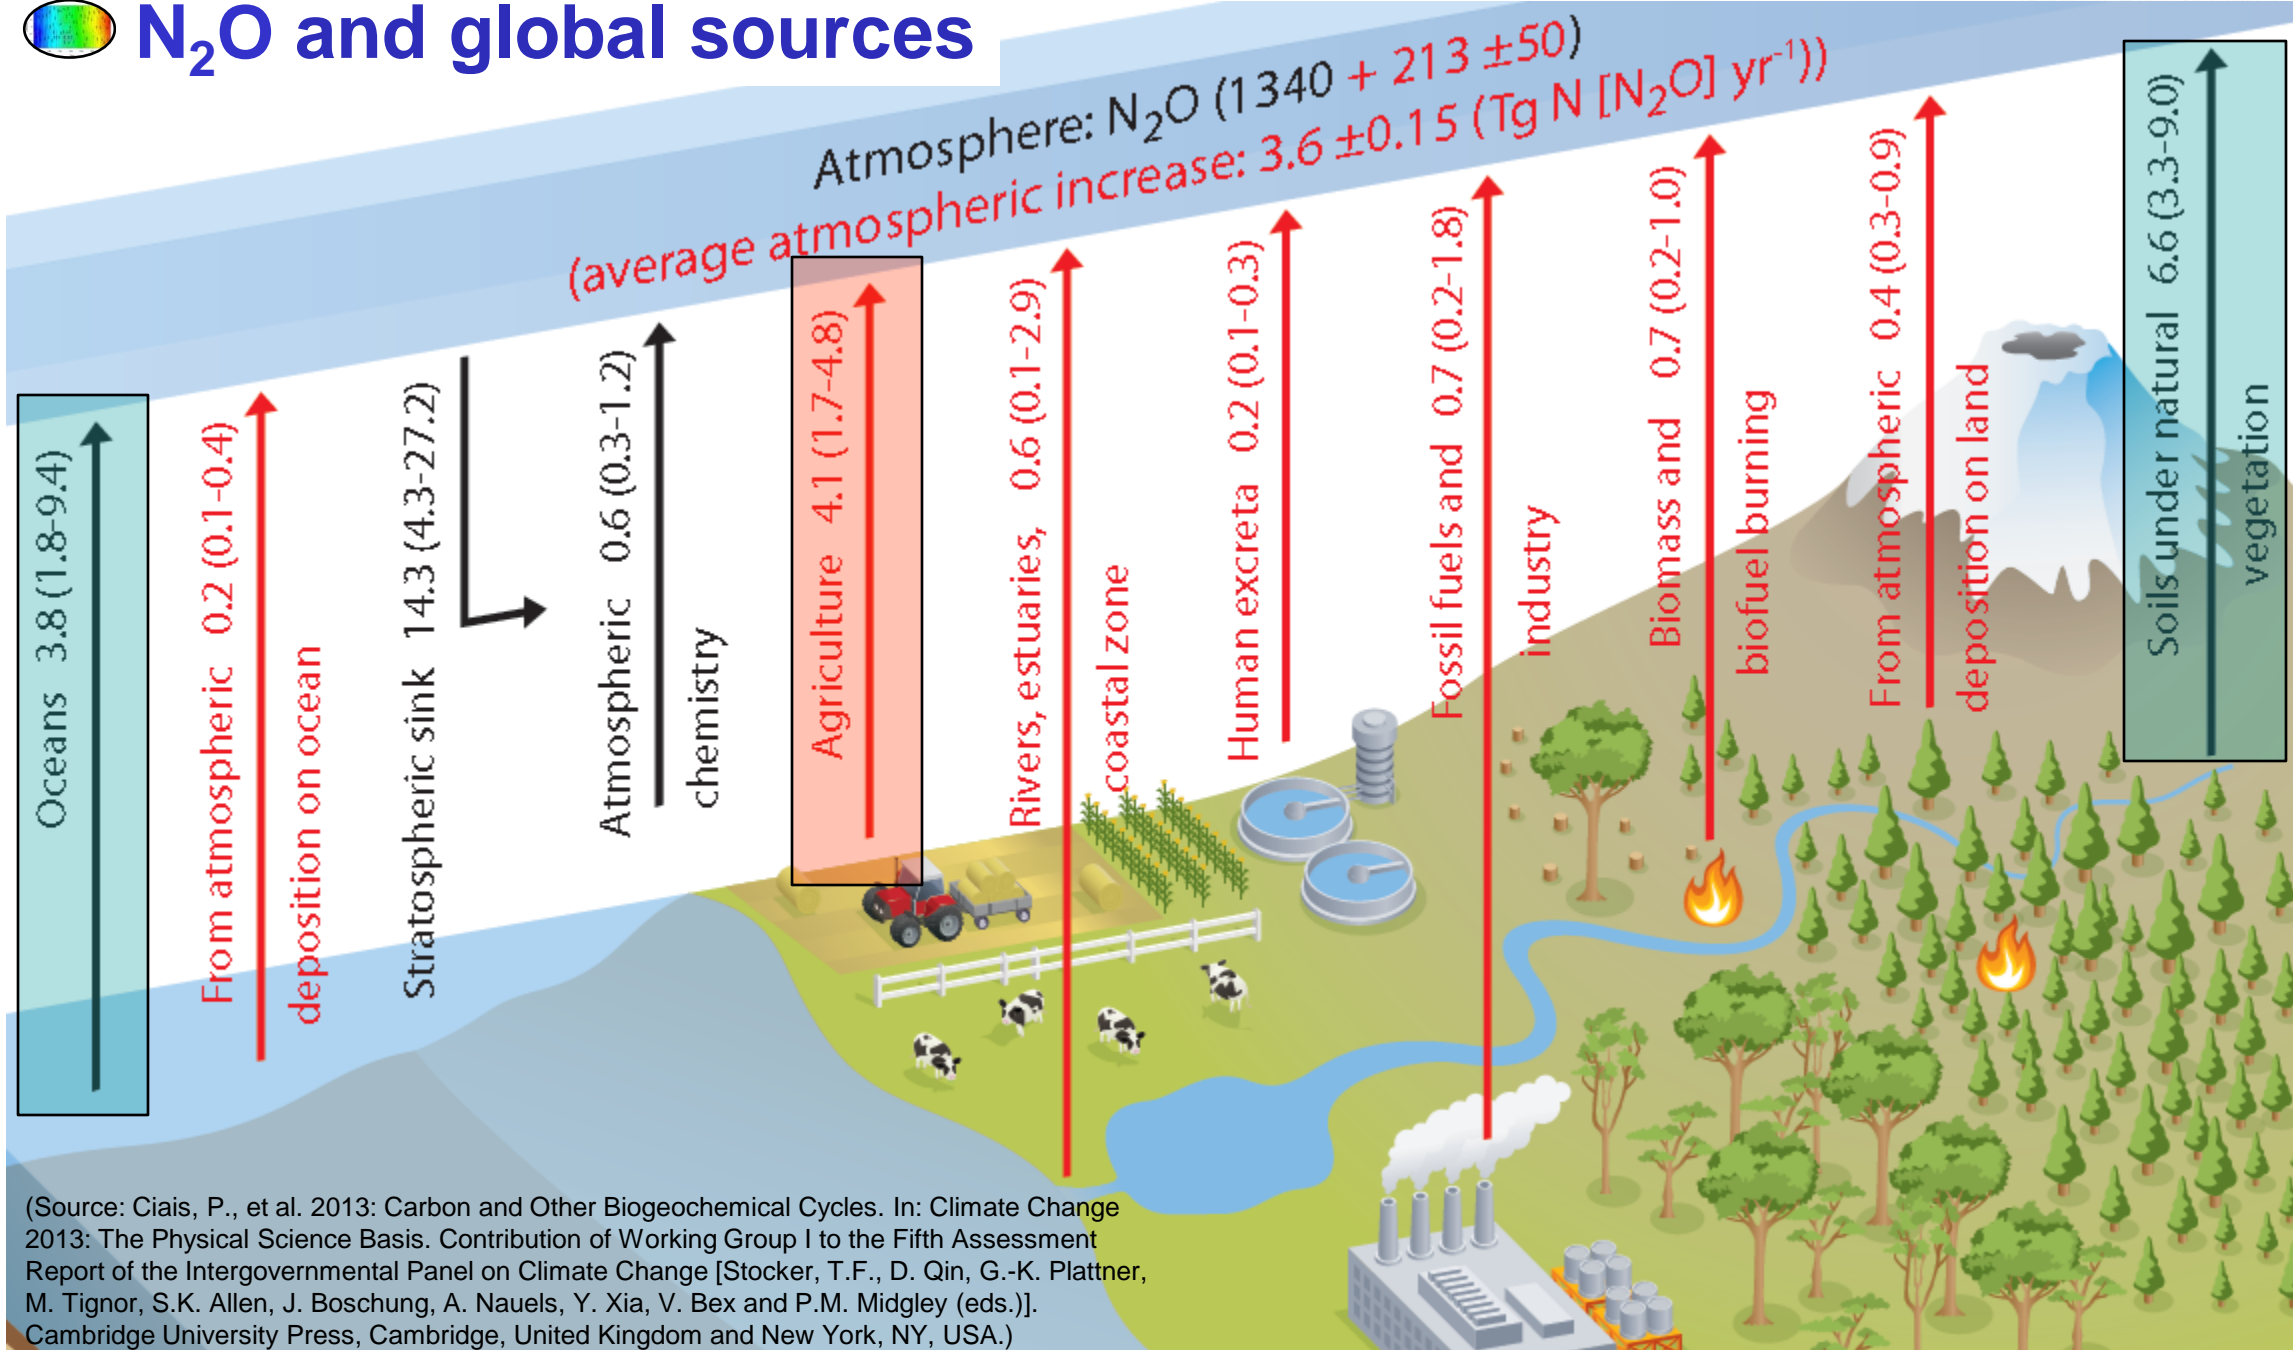 N₂O and global sources
Atmosphere: N₂O (1340 + 213 ±50)
(average atmospheric increase: 3.6 ±0.15 (Tg N [N₂O] yr⁻¹))
Oceans 3.8 (1.8-9.4)
From atmospheric 0.2 (0.1-0.4)
deposition on ocean
Stratospheric sink 14.3 (4.3-27.2)
Atmospheric 0.6 (0.3-1.2)
chemistry
Agriculture 4.1 (1.7-4.8)
Rivers, estuaries, 0.6 (0.1-2.9)
coastal zone
Human excreta 0.2 (0.1-0.3)
Fossil fuels and 0.7 (0.2-1.8)
industry
Biomass and 0.7 (0.2-1.0)
biofuel burning
From atmospheric 0.4 (0.3-0.9)
deposition on land
Soils under natural 6.6 (3.3-9.0)
vegetation
(Source: Ciais, P., et al. 2013: Carbon and Other Biogeochemical Cycles. In: Climate Change
2013: The Physical Science Basis. Contribution of Working Group I to the Fifth Assessment
Report of the Intergovernmental Panel on Climate Change [Stocker, T.F., D. Qin, G.-K. Plattner,
M. Tignor, S.K. Allen, J. Boschung, A. Nauels, Y. Xia, V. Bex and P.M. Midgley (eds.)].
Cambridge University Press, Cambridge, United Kingdom and New York, NY, USA.)